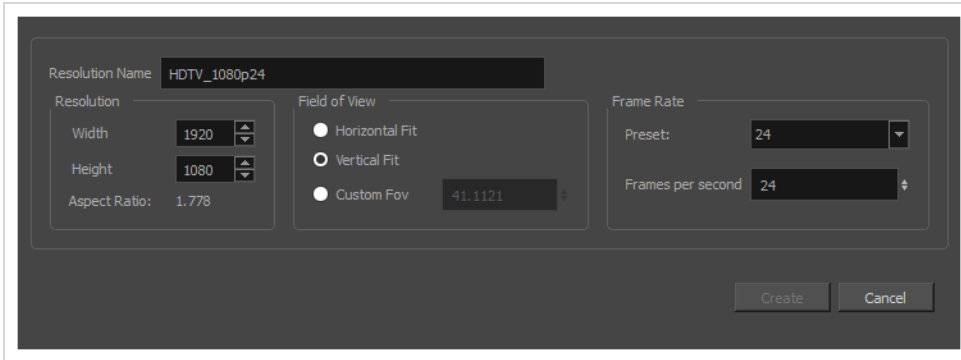 Resolution Name HDTV_1080p24
Resolution
Width 1920
Height 1080
Aspect Ratio: 1.778
Field of View
Horizontal Fit
Vertical Fit
Custom Fov 41.1121
Frame Rate
Preset: 24
Frames per second 24
Create Cancel